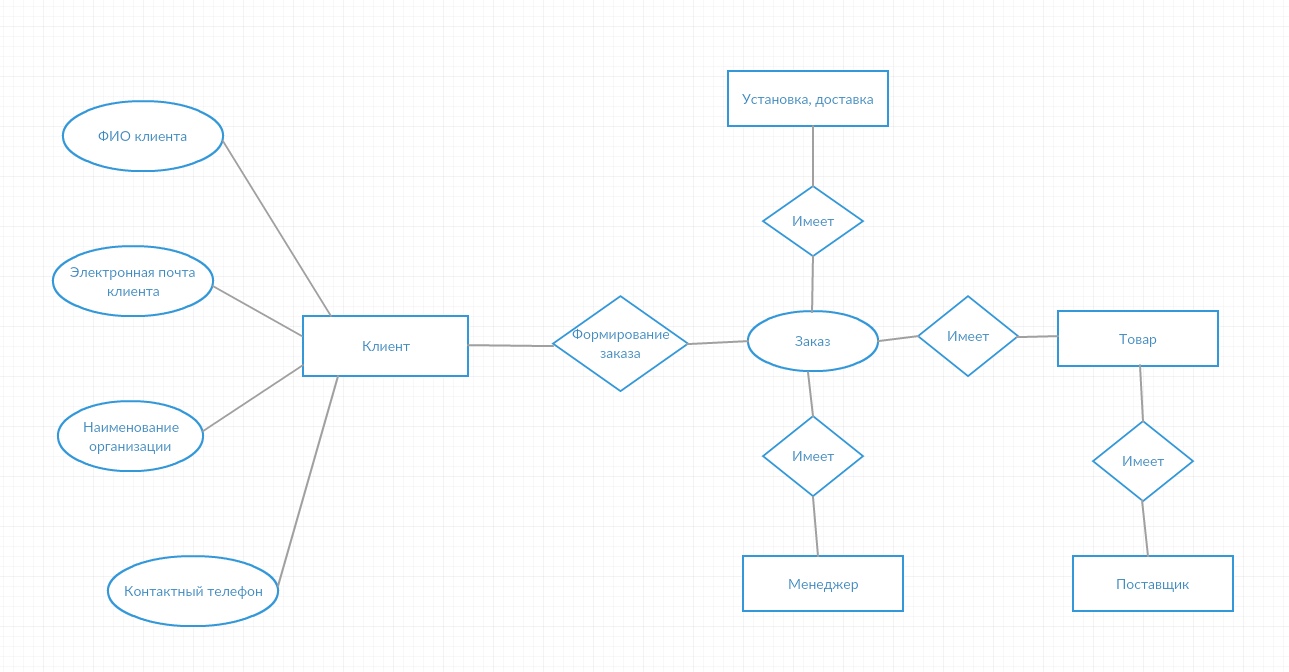 Установка, доставка
ФИО клиента
Имеет
Электронная почта
клиента
Клиент
Формирование
заказа
Заказ
Имеет
Товар
Наименование
организации
Имеет
Имеет
Контактный телефон
Менеджер
Поставщик